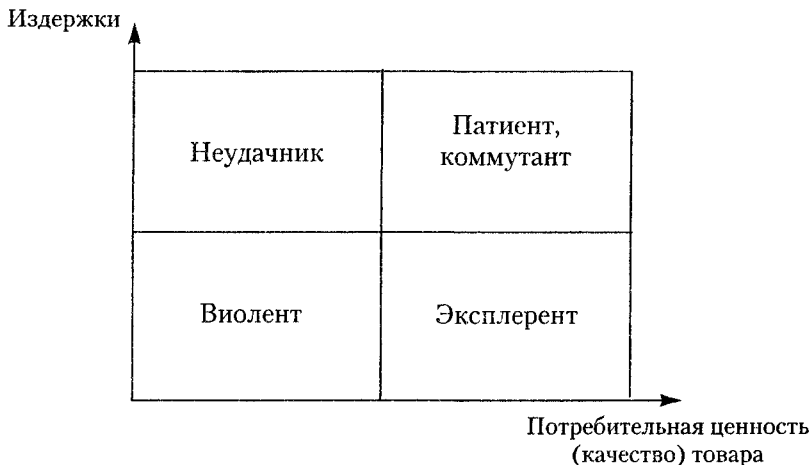 Издержки
Неудачник
Патиент,
коммутант
Виолент
Эксплерент
Потребительная ценность
(качество) товара